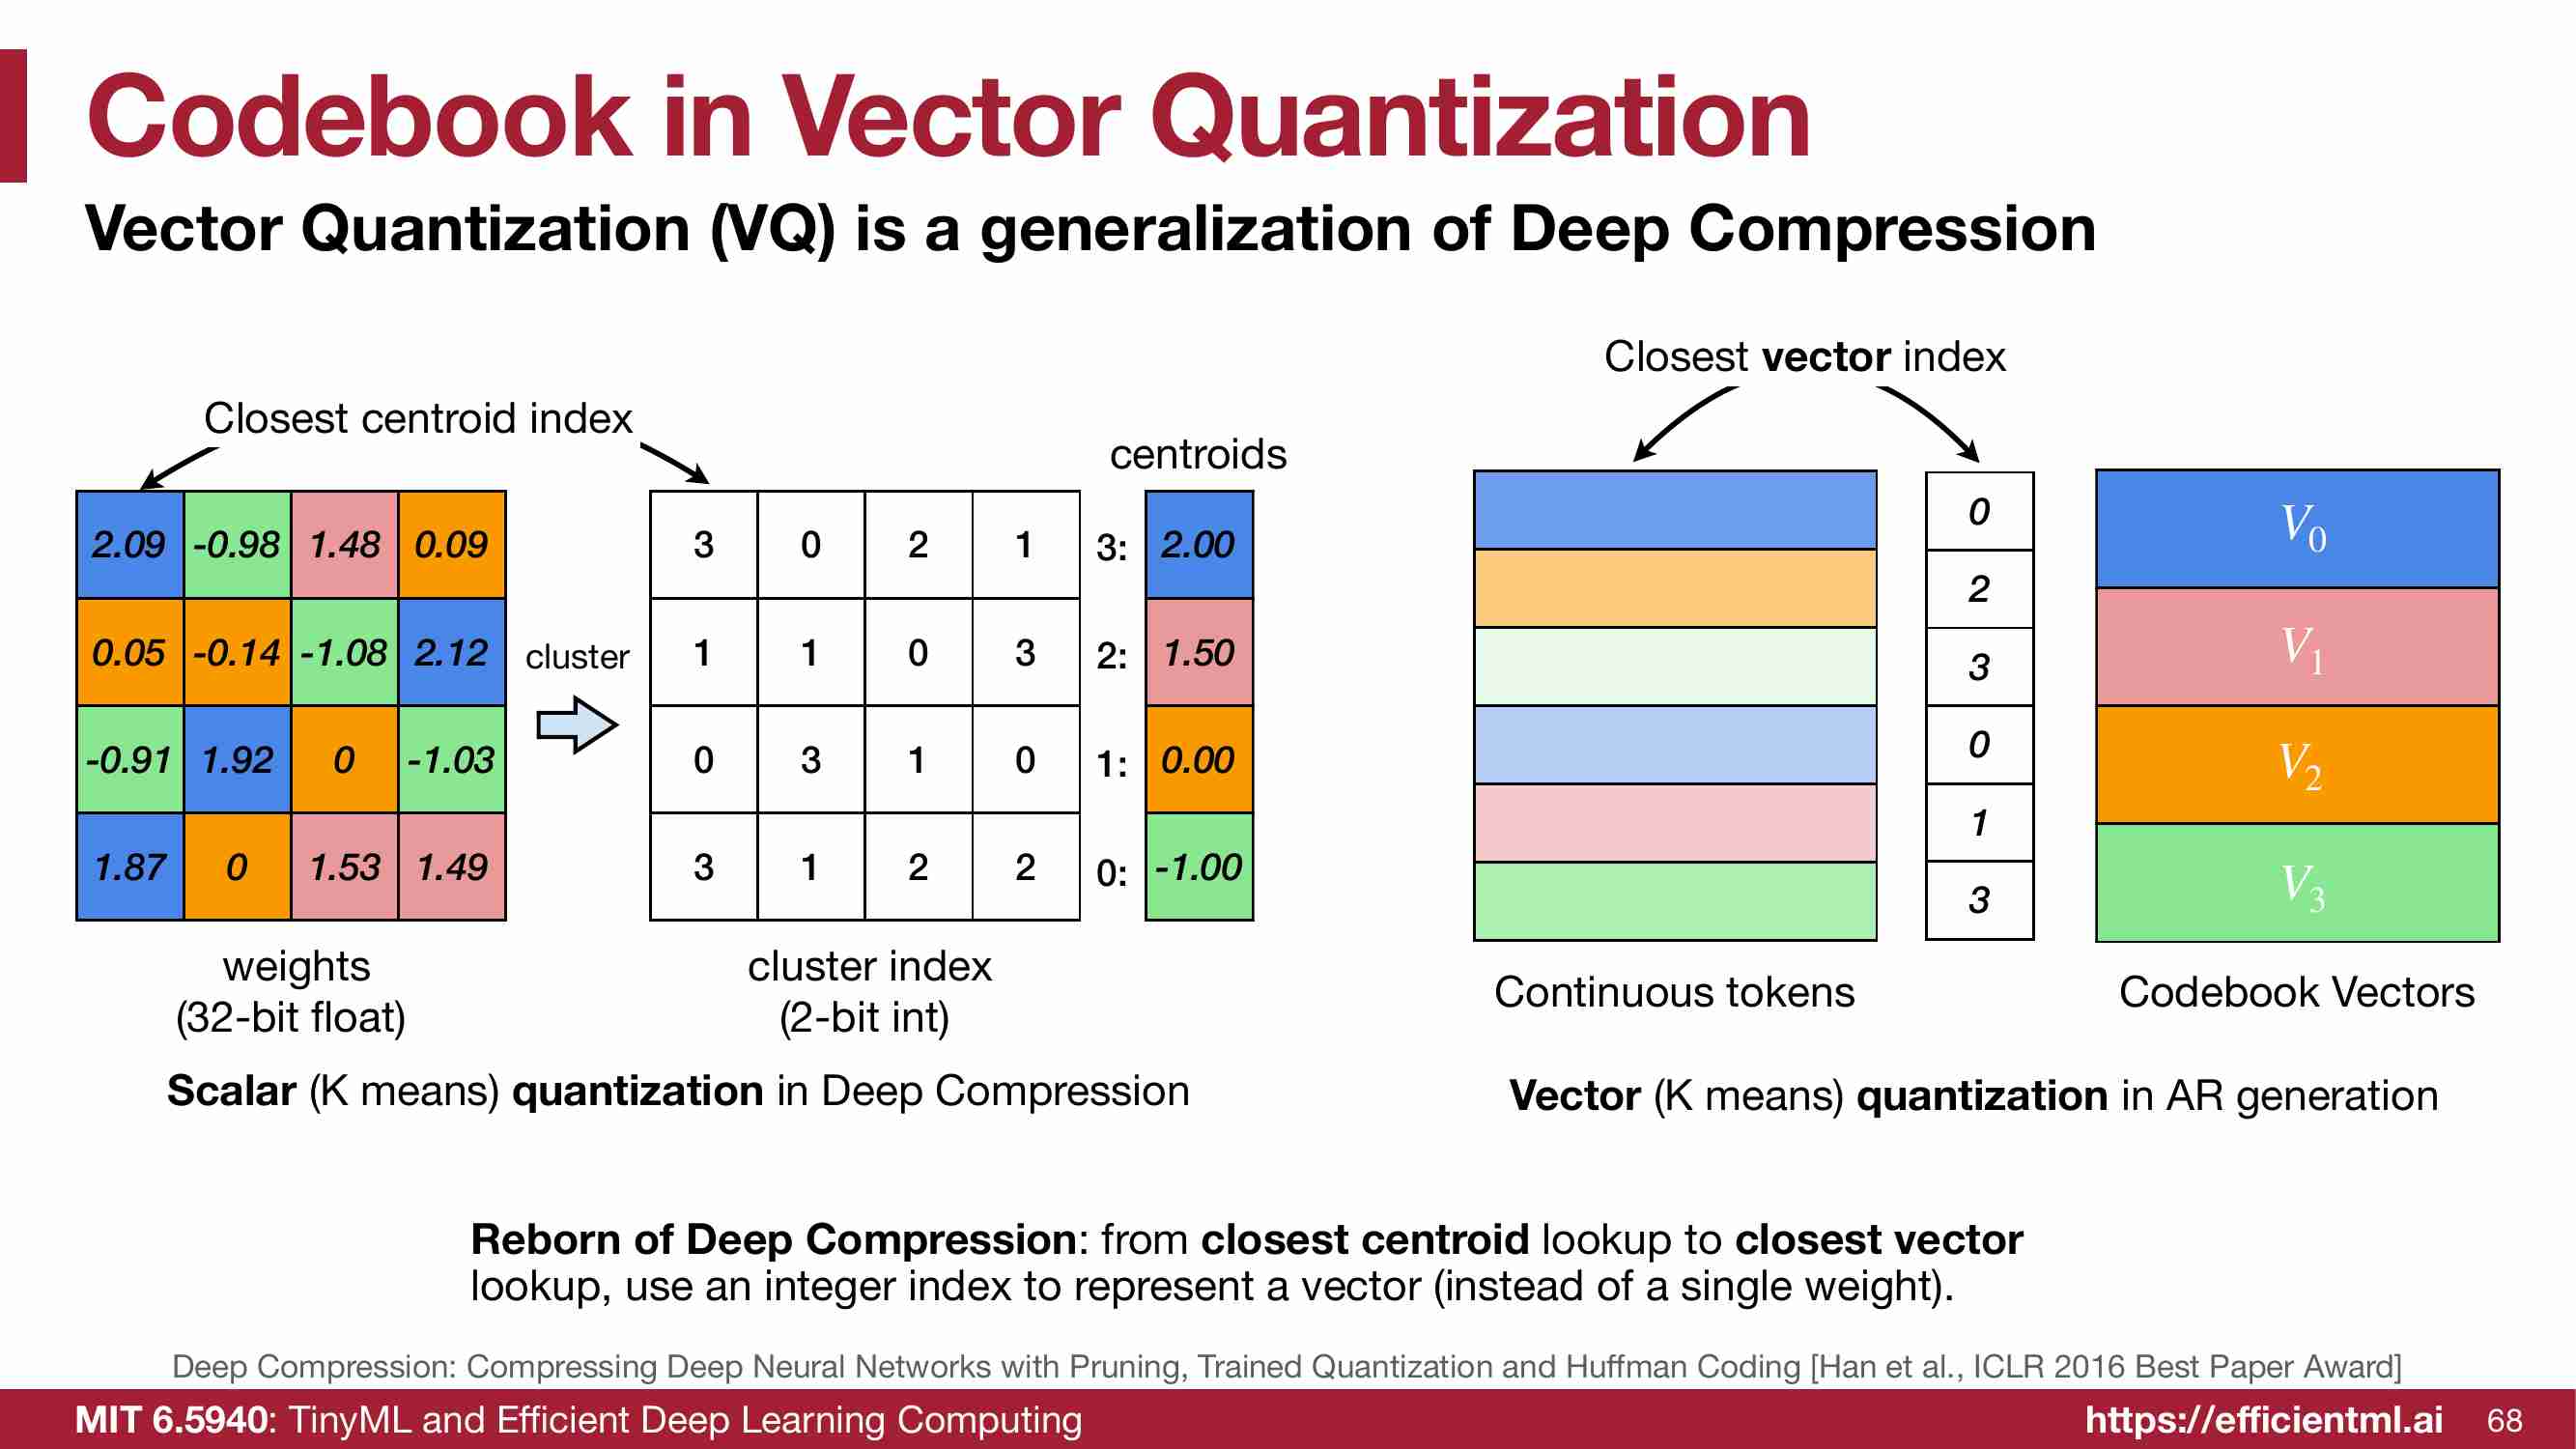 Codebook in Vector Quantization
Vector Quantization (VQ) is a generalization of Deep Compression
Closest centroid index
centroids
2.09 -0.98 1.48 0.09
0.05 -0.14 -1.08 2.12
-0.91 1.92 0 -1.03
1.87 0 1.53 1.49
cluster
3 0 2 1
1 1 0 3
0 3 1 0
3 1 2 2
3: 2.00
2: 1.50
1: 0.00
0: -1.00
weights
(32-bit float)
cluster index
(2-bit int)
Scalar (K means) quantization in Deep Compression
Closest vector index
0
2
3
0
1
3
V0
V1
V2
V3
Continuous tokens
Codebook Vectors
Vector (K means) quantization in AR generation
Reborn of Deep Compression: from closest centroid lookup to closest vector
lookup, use an integer index to represent a vector (instead of a single weight).
Deep Compression: Compressing Deep Neural Networks with Pruning, Trained Quantization and Huffman Coding [Han et al., ICLR 2016 Best Paper Award]
MIT 6.5940: TinyML and Efficient Deep Learning Computing
https://efficientml.ai 68